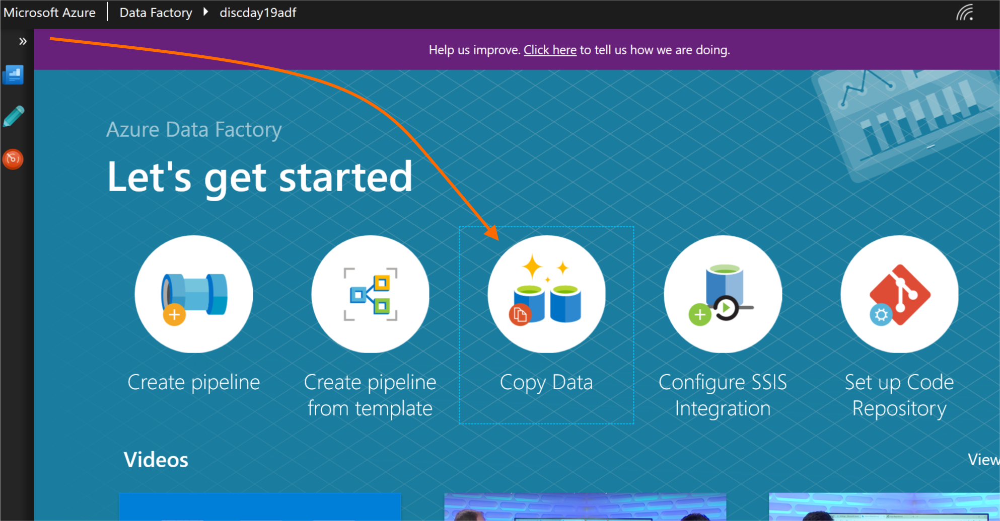 Microsoft Azure | Data Factory ▸ discday19adf
»
Help us improve. Click here to tell us how we are doing.
Azure Data Factory
Let's get started
Create pipeline
Create pipeline
from template
Copy Data
Configure SSIS
Integration
Set up Code
Repository
Videos
View